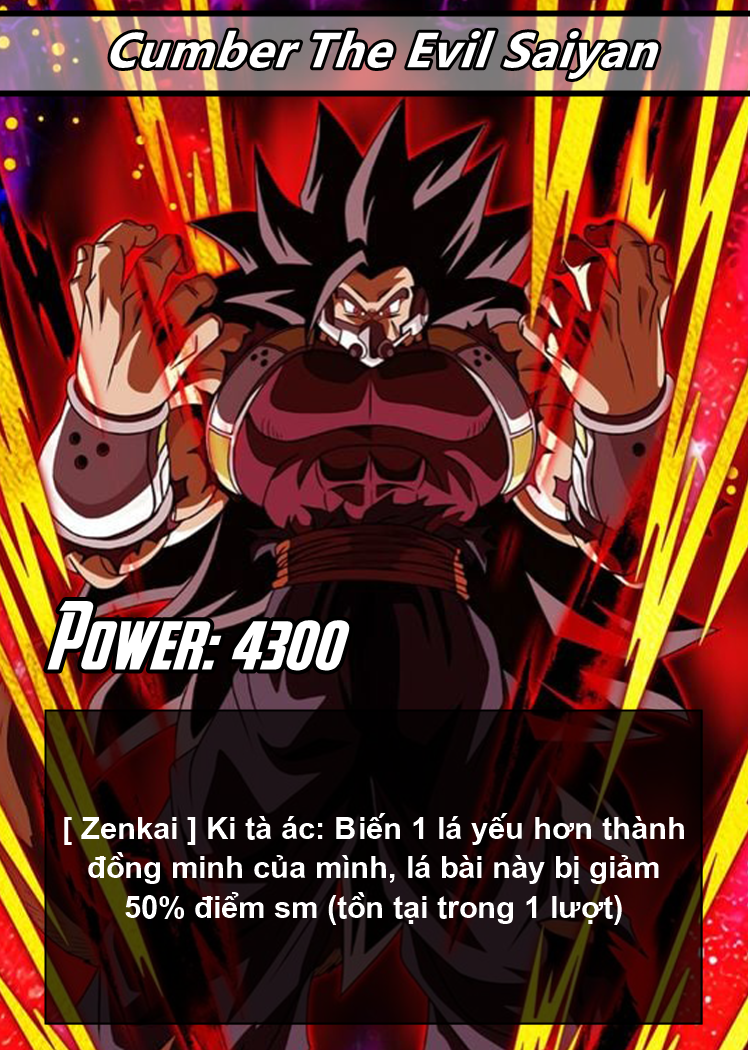 Cumber The Evil Saiyan
POWER: 4300
[ Zenkai ] Ki tà ác: Biến 1 lá yếu hơn thành
đồng minh của mình, lá bài này bị giảm
50% điểm sm (tồn tại trong 1 lượt)